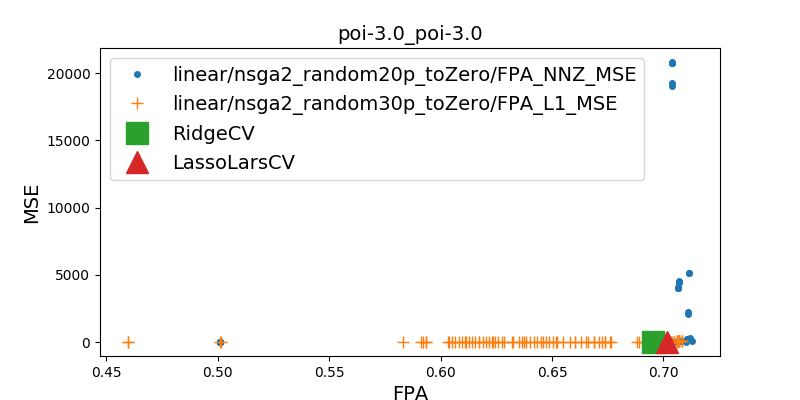 poi-3.0_poi-3.0
linear/nsga2_random20p_toZero/FPA_NNZ_MSE
linear/nsga2_random30p_toZero/FPA_L1_MSE
RidgeCV
LassoLarsCV
MSE
20000
15000
10000
5000
0
0.45 0.50 0.55 0.60 0.65 0.70
FPA